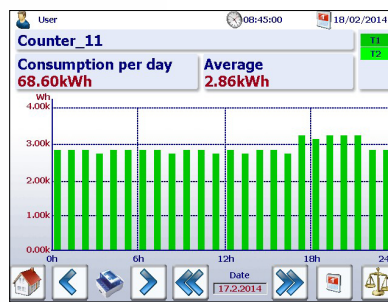 User 08:45:00 18/02/2014
Counter_11 T1
T2
Consumption per day Average
68.60kWh 2.86kWh
Wh
4.00k
3.00k
2.00k
1.00k
0.00k
0h 6h 12h 18h 24
Date
17.2.2014